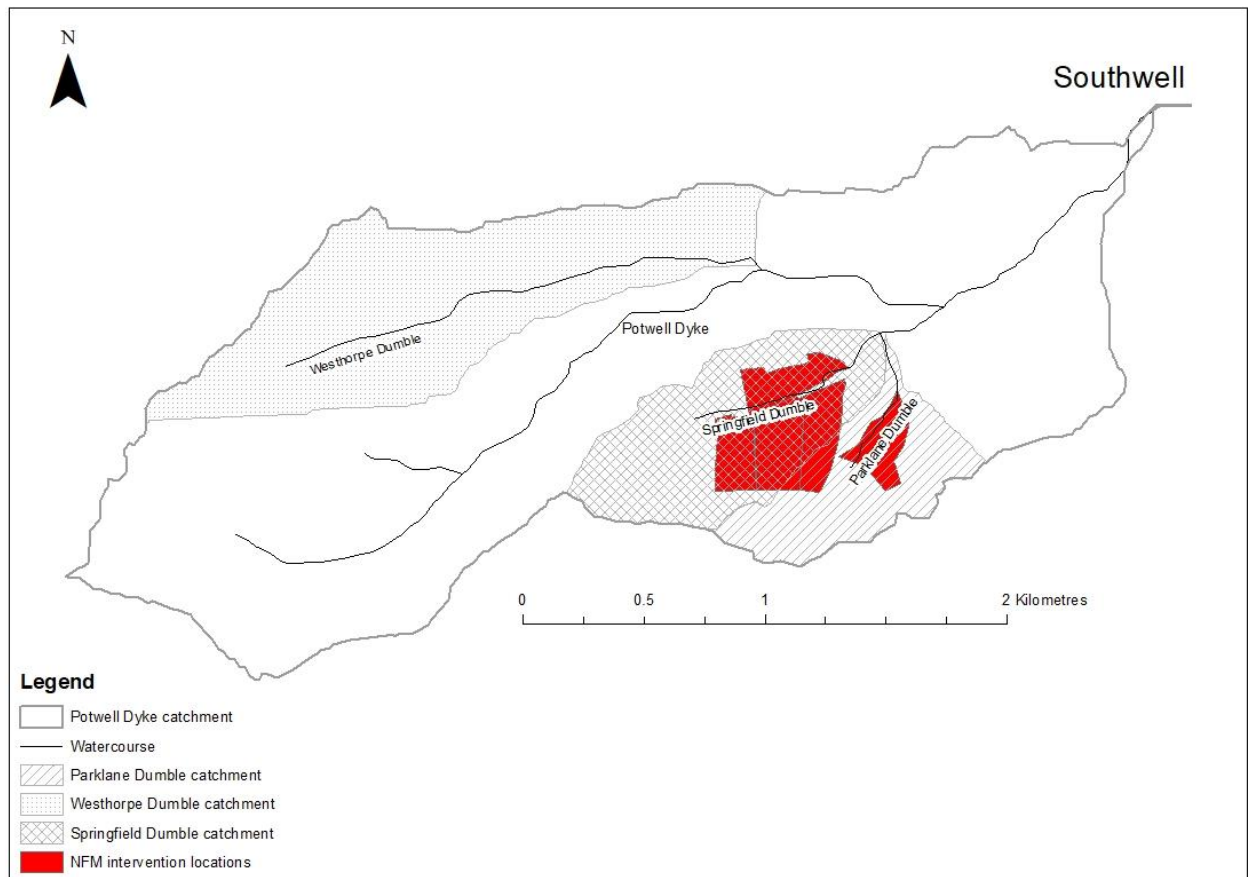 N
Southwell
Westhorpe Dumble
Potwell Dyke
Springfield Dumble
Parklane Dumble
0 0.5 1 2 Kilometres
Legend
Potwell Dyke catchment
Watercourse
Parklane Dumble catchment
Westhorpe Dumble catchment
Springfield Dumble catchment
NFM intervention locations